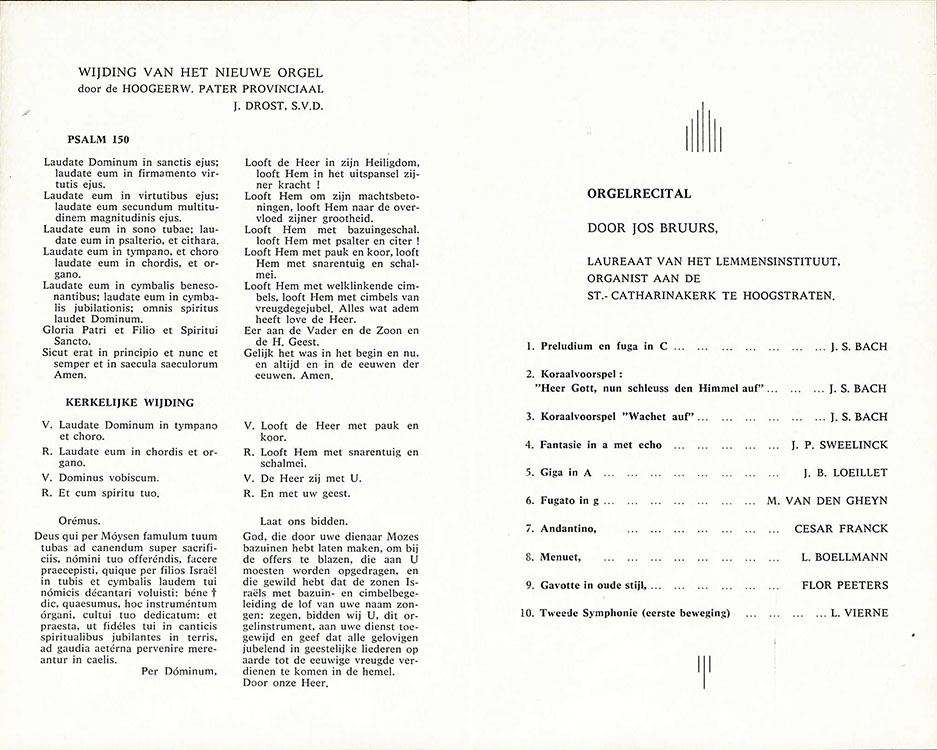 WIJDING VAN HET NIEUWE ORGEL
door de HOOGEERW. PATER PROVINCIAAL
J. DROST, S.V.D.
PSALM 150
Laudate Dominum in sanctis ejus;
laudate eum in firmamento vir-
tutis ejus.
Laudate eum in virtutibus ejus;
laudate eum secundum multitu-
dinem magnitudinis ejus.
Laudate eum in sono tubae; lau-
date eum in psalterio, et cithara.
Laudate eum in tympano, et choro
laudate eum in chordis, et or-
gano.
Laudate eum in cymbalis beneso-
nantibus; laudate eum in cymba-
lis jubilationis; omnis spiritus
laudet Dominum.
Gloria Patri et Filio et Spiritui
Sancto.
Sicut erat in principio et nunc et
semper et in saecula saeculorum
Amen.
Looft de Heer in zijn Heiligdom,
looft Hem in het uitspansel zij-
ner kracht !
Looft Hem om zijn machtsbeto-
ningen, looft Hem naar de over-
vloed zijner grootheid.
Looft Hem met bazuingeschal.
looft Hem met psalter en citer !
Looft Hem met pauk en koor, looft
Hem met snarentuig en schal-
mei.
Looft Hem met welklinkende cim-
bels, looft Hem met cimbels van
vreugdegejubel. Alles wat adem
heeft love de Heer.
Eer aan de Vader en de Zoon en
de H. Geest.
Gelijk het was in het begin en nu,
en altijd en in de eeuwen der
eeuwen. Amen.
KERKELIJKE WIJDING
V. Laudate Dominum in tympano
et choro.
R. Laudate eum in chordis et or-
gano.
V. Dominus vobiscum.
R. Et cum spiritu tuo.
V. Looft de Heer met pauk en
koor.
R. Looft Hem met snarentuig en
schalmei.
V. De Heer zij met U.
R. En met uw geest.
Orémus.
Deus qui per Móysen famulum tuum
tubas ad canendum super sacrifi-
ciis, nómini tuo offeréndis, facere
praecepisti, quique per filios Israël
in tubis et cymbalis laudem tui
nómicis décantari voluisti: béne †
dic, quaesumus, hoc instruméntum
órgani, cultui tuo dedicatum: et
praesta, ut fidéles tui in canticis
spiritualibus jubilantes in terris,
ad gaudia aetérna pervenire mere-
antur in caelis.
Per Dóminum.
Laat ons bidden.
God, die door uwe dienaar Mozes
bazuinen hebt laten maken, om bij
de offers te blazen, die aan U
moesten worden opgedragen, en
die gewild hebt dat de zonen Is-
raëls met bazuin- en cimbelbege-
leiding de lof van uwe naam zon-
gen: zegen, bidden wij U, dit or-
gelinstrument, aan uwe dienst toe-
gewijd en geef dat alle gelovigen
jubelend in geestelijke liederen op
aarde tot de eeuwige vreugde ver-
dienen te komen in de hemel.
Door onze Heer.
ORGELRECITAL
DOOR JOS BRUURS,
LAUREAAT VAN HET LEMMENSINSTITUUT,
ORGANIST AAN DE
ST.- CATHARINAKERK TE HOOGSTRATEN.
1. Preludium en fuga in C ... ... ... ... ... ... J. S. BACH
2. Koraalvoorspel :
"Heer Gott, nun schleuss den Himmel auf" ... ... ... J. S. BACH
3. Koraalvoorspel "Wachet auf" ... ... ... ... ... J. S. BACH
4. Fantasie in a met echo ... ... ... ... ... J. P. SWEELINCK
5. Giga in A ... ... ... ... ... ... ... J. B. LOEILLET
6. Fugato in g ... ... ... ... ... ... M. VAN DEN GHEYN
7. Andantino, ... ... ... ... ... ... CESAR FRANCK
8. Menuet, ... ... ... ... ... ... ... L. BOELLMANN
9. Gavotte in oude stijl, ... ... ... ... ... ... FLOR PEETERS
10. Tweede Symphonie (eerste beweging) ... ... ... ... L. VIERNE